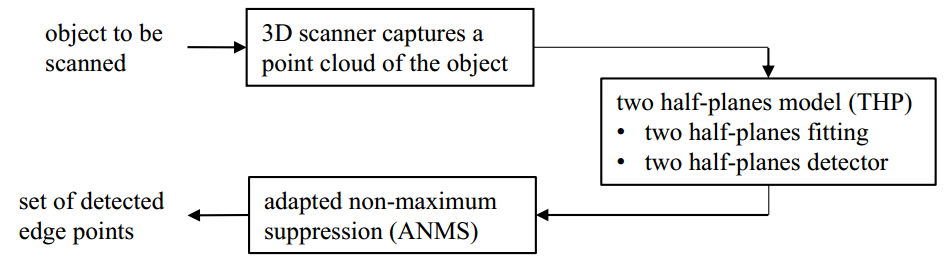 object to be
scanned
3D scanner captures a
point cloud of the object
two half-planes model (THP)
• two half-planes fitting
• two half-planes detector
adapted non-maximum
suppression (ANMS)
set of detected
edge points